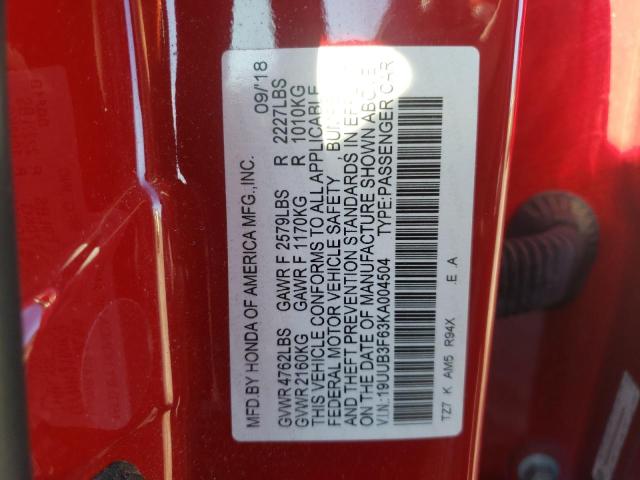 MFD.BY HONDA OF AMERICA MFG.,INC. 09/'18
GVWR4762LBS GAWR F 2579LBS R 2227LBS
GVWR2160KG GAWR F 1170KG R 1010KG
THIS VEHICLE CONFORMS TO ALL APPLICABLE
FEDERAL MOTOR VEHICLE SAFETY , BUMPER
AND THEFT PREVENTION STANDARDS IN EFFECT
ON THE DATE OF MANUFACTURE SHOWN ABOVE.
V.I.N.:19UUB3F63KA004504 TYPE:PASSENGER CAR
TZ7 K AM5 R94X E A